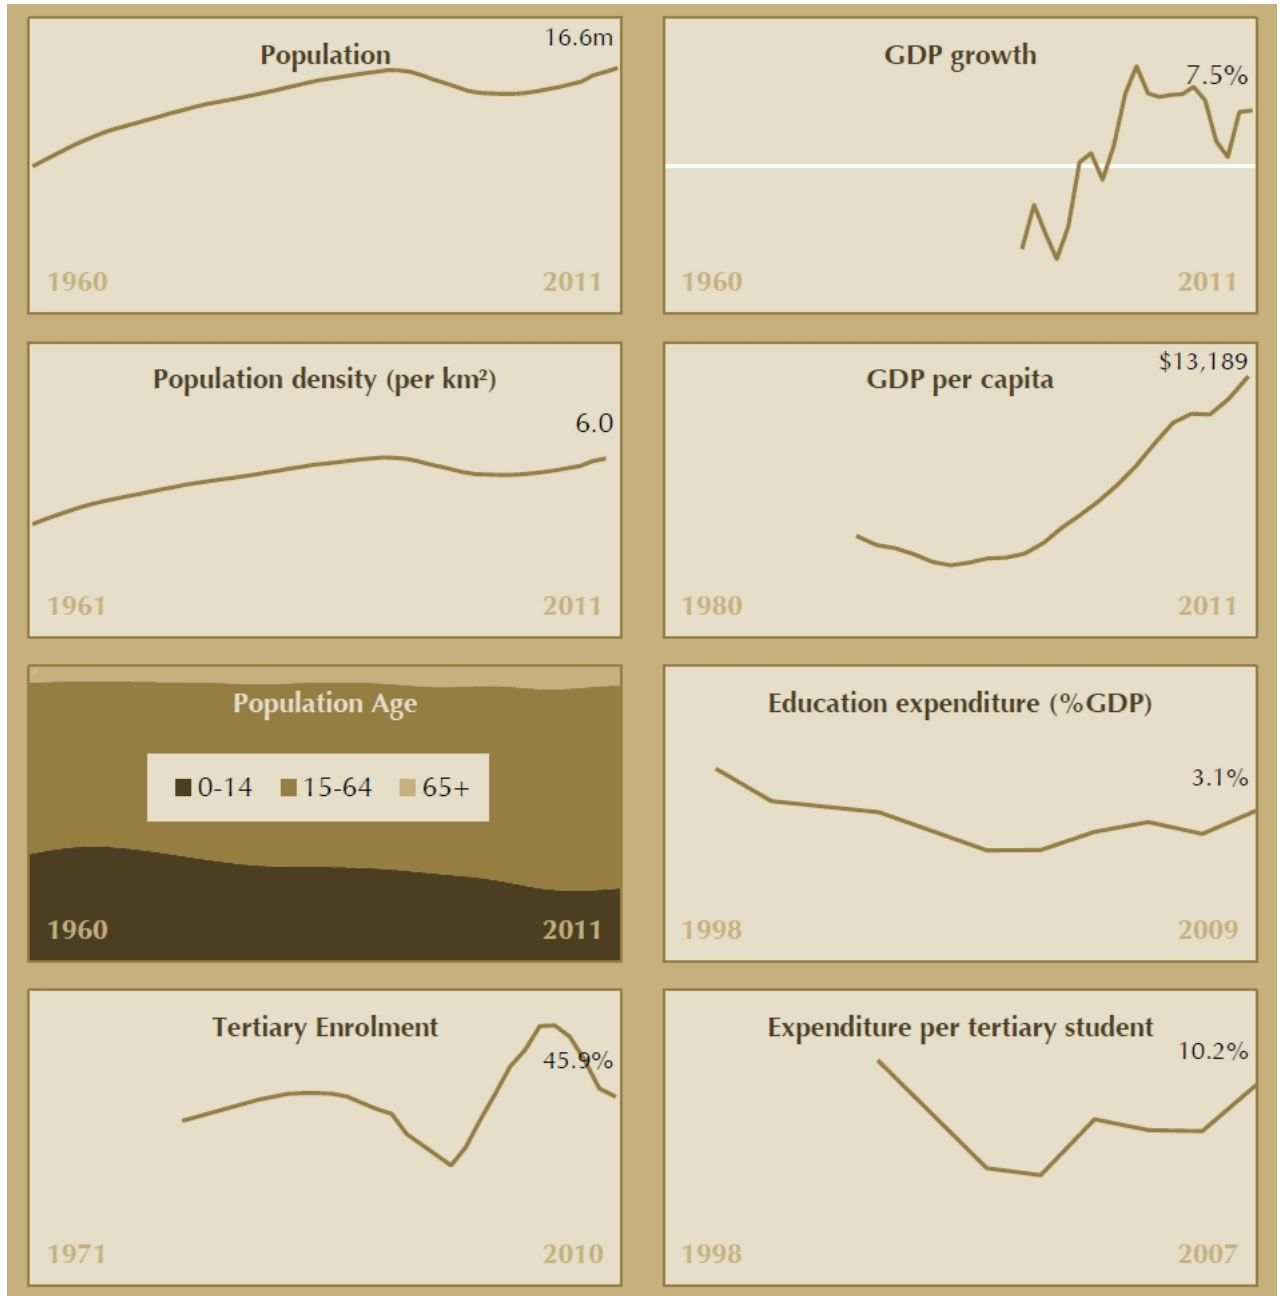 Population
16.6m
1960
2011
GDP growth
7.5%
1960
2011
Population density (per km²)
6.0
1961
2011
GDP per capita
$13,189
1980
2011
Population Age
0-14
15-64
65+
1960
2011
Education expenditure (%GDP)
3.1%
1998
2009
Tertiary Enrolment
45.9%
1971
2010
Expenditure per tertiary student
10.2%
1998
2007